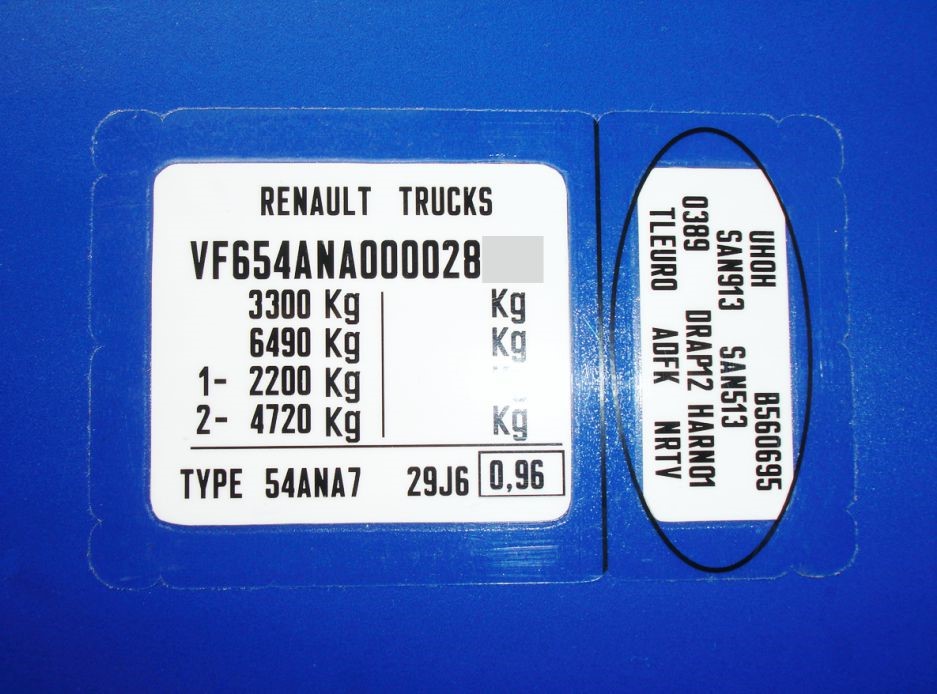 RENAULT TRUCKS
VF654ANA000028
3300 Kg Kg
6490 Kg Kg
1- 2200 Kg
2- 4720 Kg Kg
TYPE 54ANA7 29J6 0,96
UHOH B560695
SAN913 SAN513
0389 DRAP12 HARN01
TLEURO ADFK NRTV